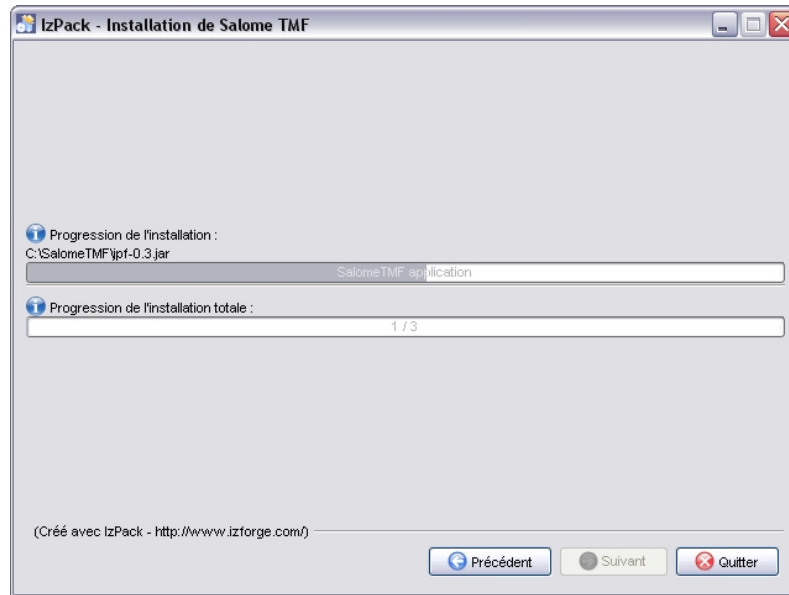 IzPack - Installation de Salome TMF
Progression de l'installation :
C:\SalomeTMF\jpf-0.3.jar
SalomeTMF application
Progression de l'installation totale :
1 / 3
(Créé avec IzPack - http://www.izforge.com/)
Précédent
Suivant
Quitter